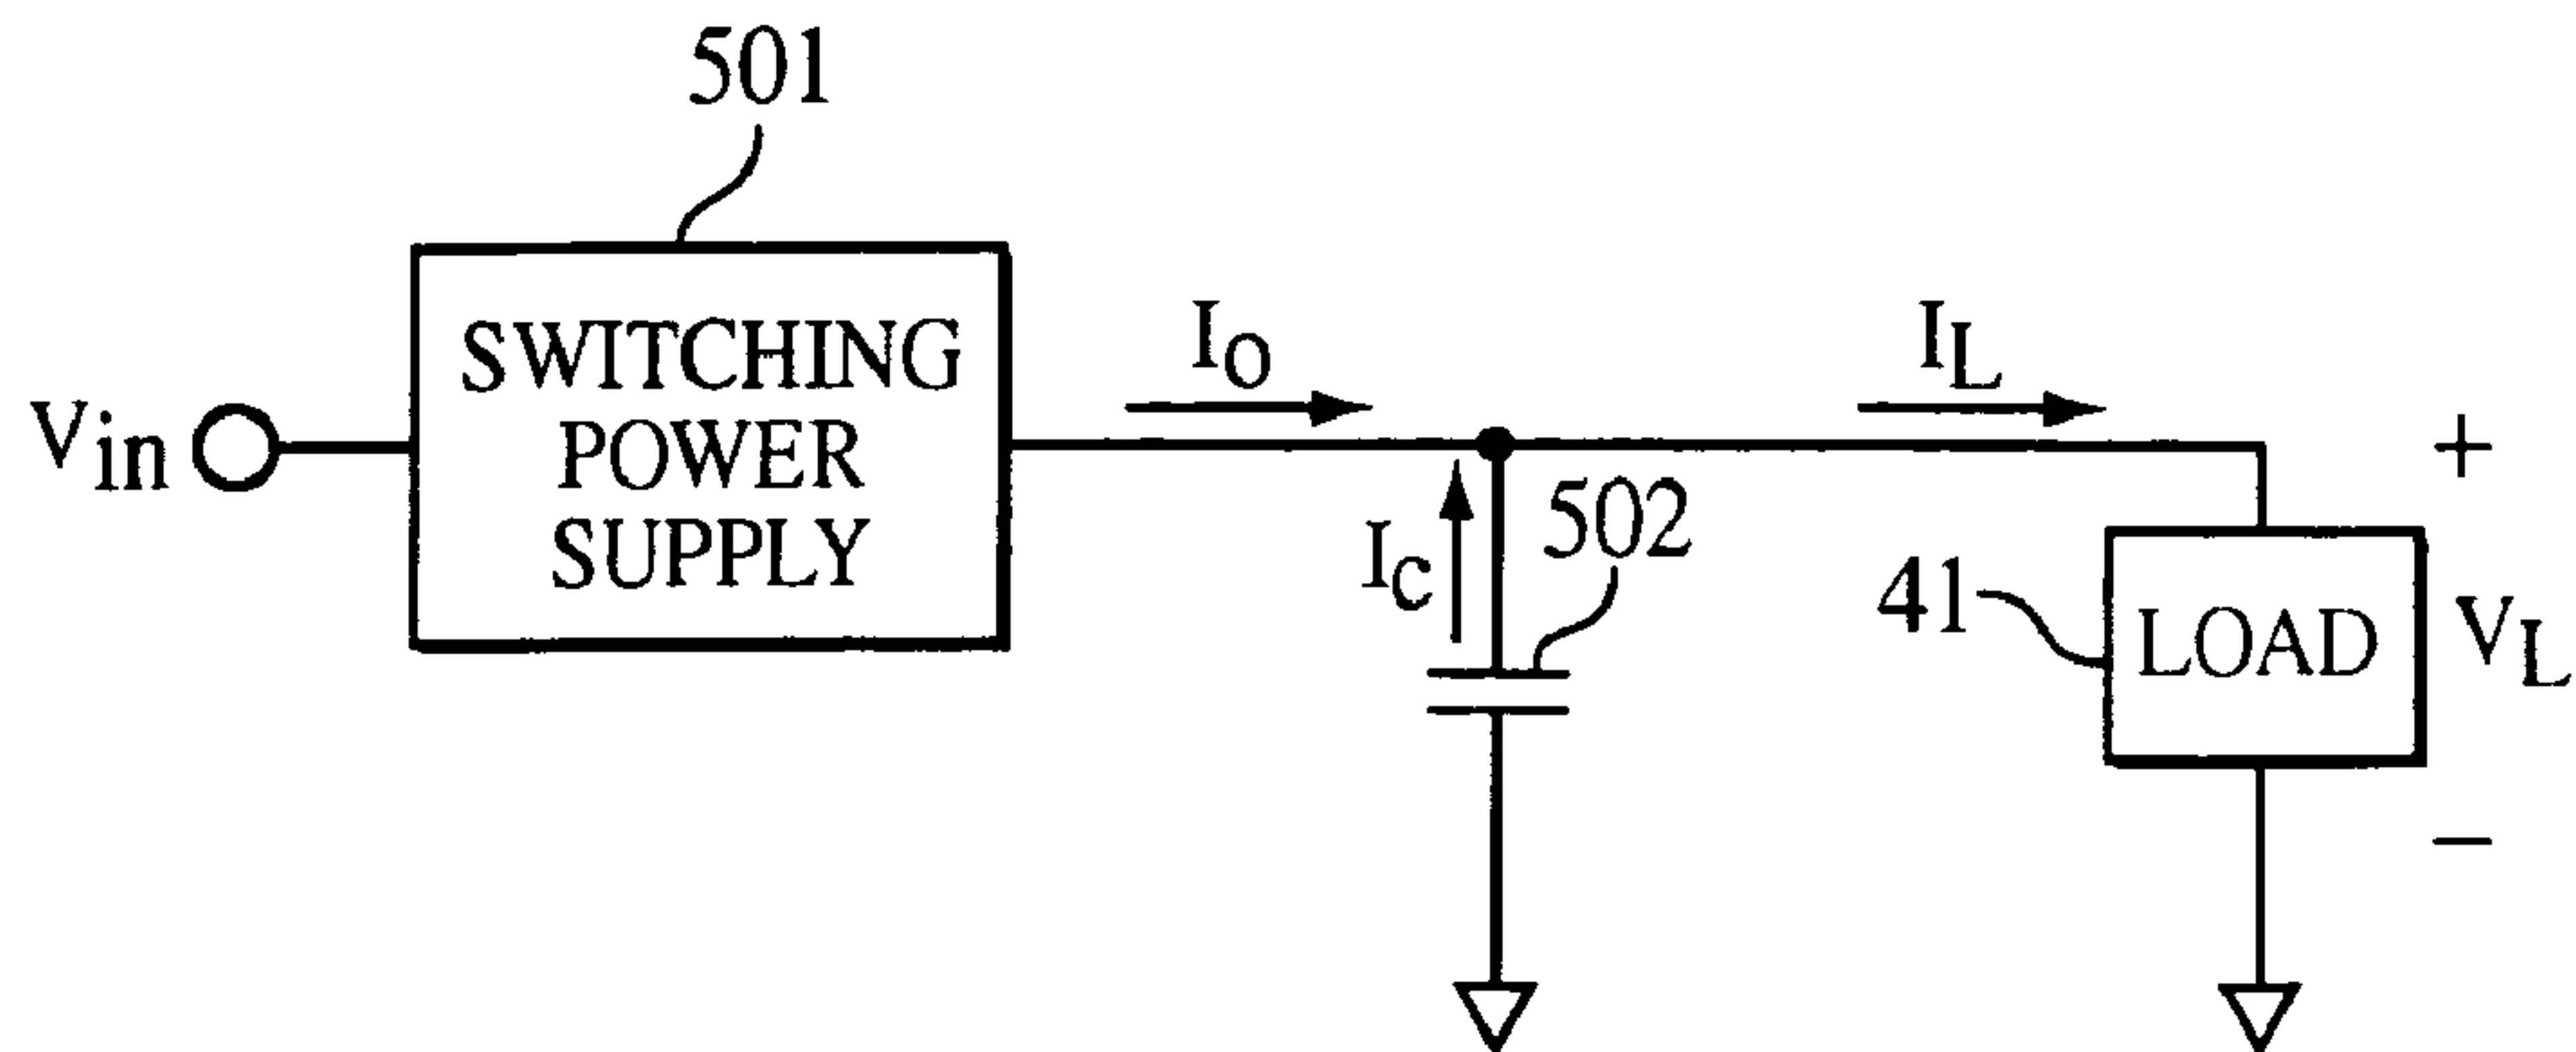 501
SWITCHING
POWER
SUPPLY
Vin
Io
IL
Ic
502
41
LOAD
+
VL
−